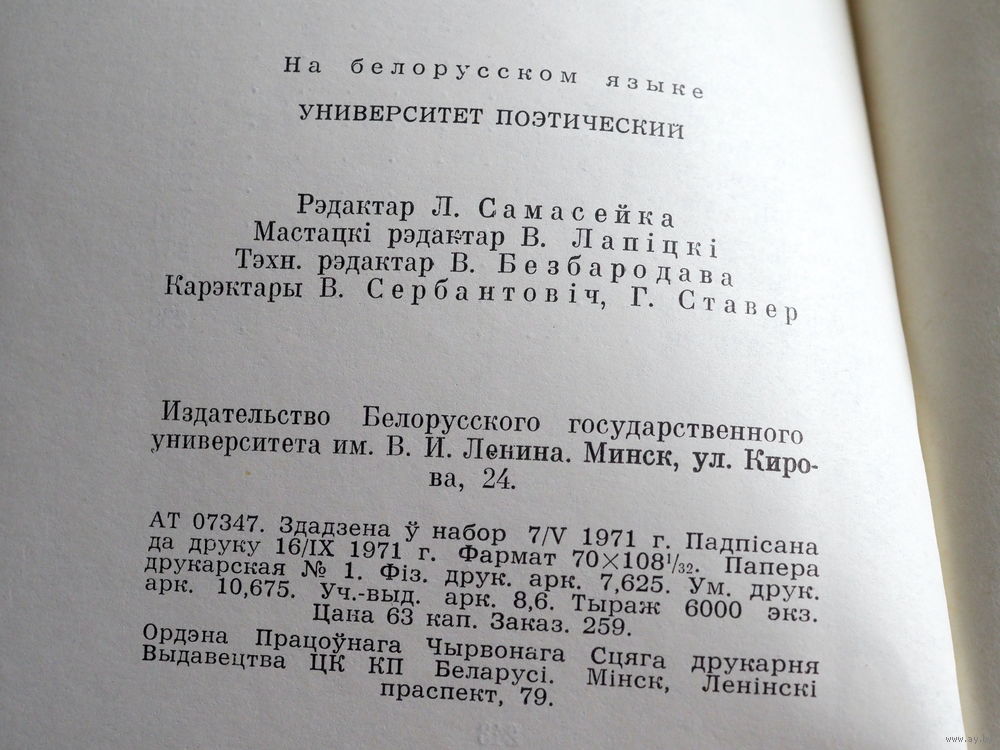 На белорусском языке
УНИВЕРСИТЕТ ПОЭТИЧЕСКИЙ
Рэдактар Л. Самасейка
Мастацкі рэдактар В. Лапіцкі
Тэхн. рэдактар В. Безбародава
Карэктары В. Сербантовіч, Г. Ставер
Издательство Белорусского государственного
университета им. В. И. Ленина. Минск, ул. Киро-
ва, 24.
АТ 07347. Здадзена ў набор 7/V 1971 г. Падпісана
да друку 16/IX 1971 г. Фармат 70×108¹/₃₂. Папера
друкарская № 1. Фіз. друк. арк. 7,625. Ум. друк.
арк. 10,675. Уч.-выд. арк. 8,6. Тыраж 6000 экз.
Цана 63 кап. Заказ. 259.
Ордэна Працоўнага Чырвонага Сцяга друкарня
Выдавецтва ЦК КП Беларусі. Мінск, Ленінскі
праспект, 79.